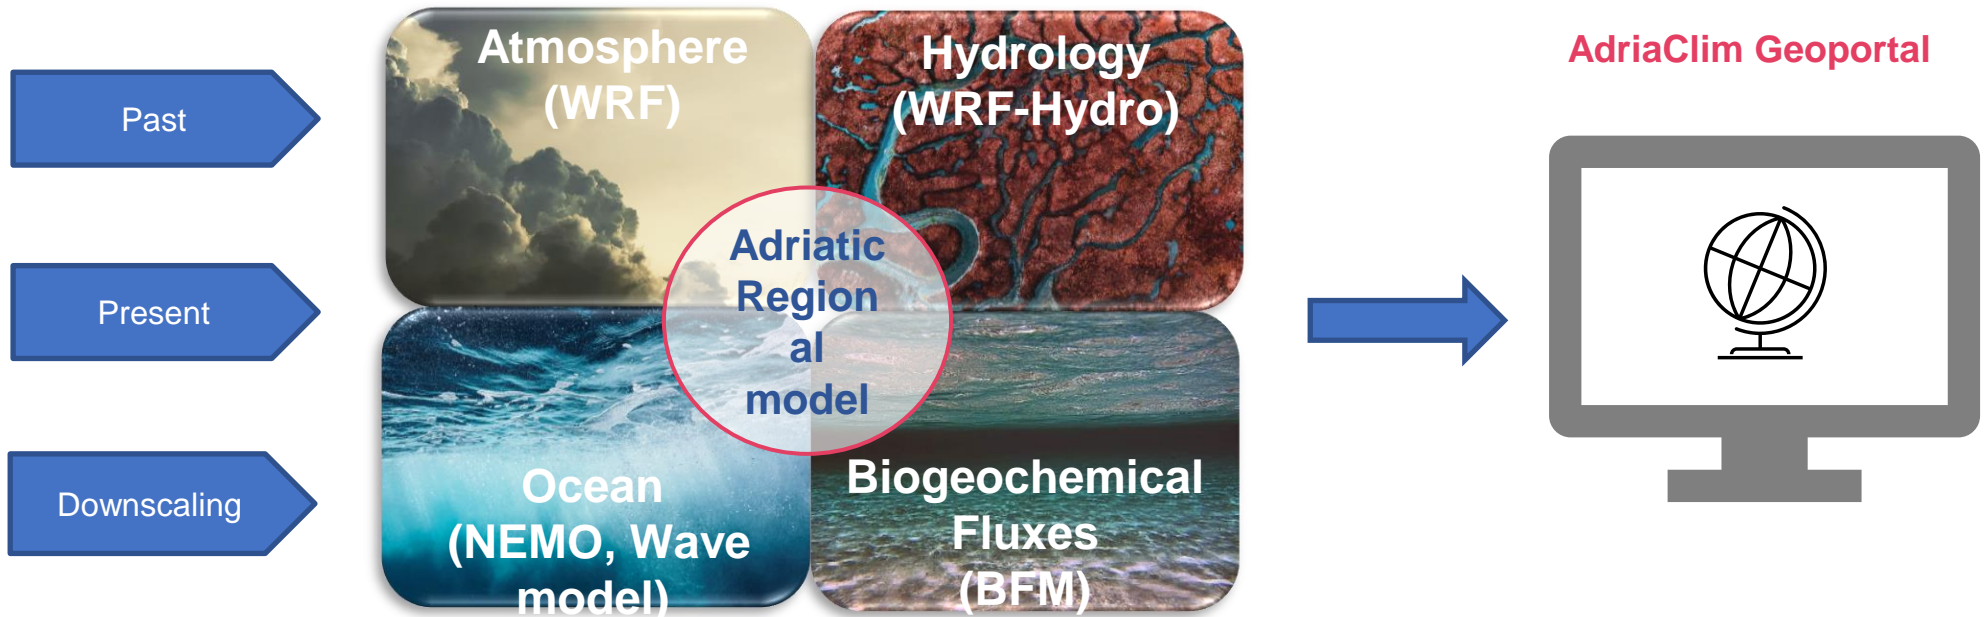 Past
Present
Downscaling
Atmosphere
(WRF)
Hydrology
(WRF-Hydro)
Adriatic
Region
al
model
Ocean
(NEMO, Wave
model)
Biogeochemical
Fluxes
(BFM)
AdriaClim Geoportal